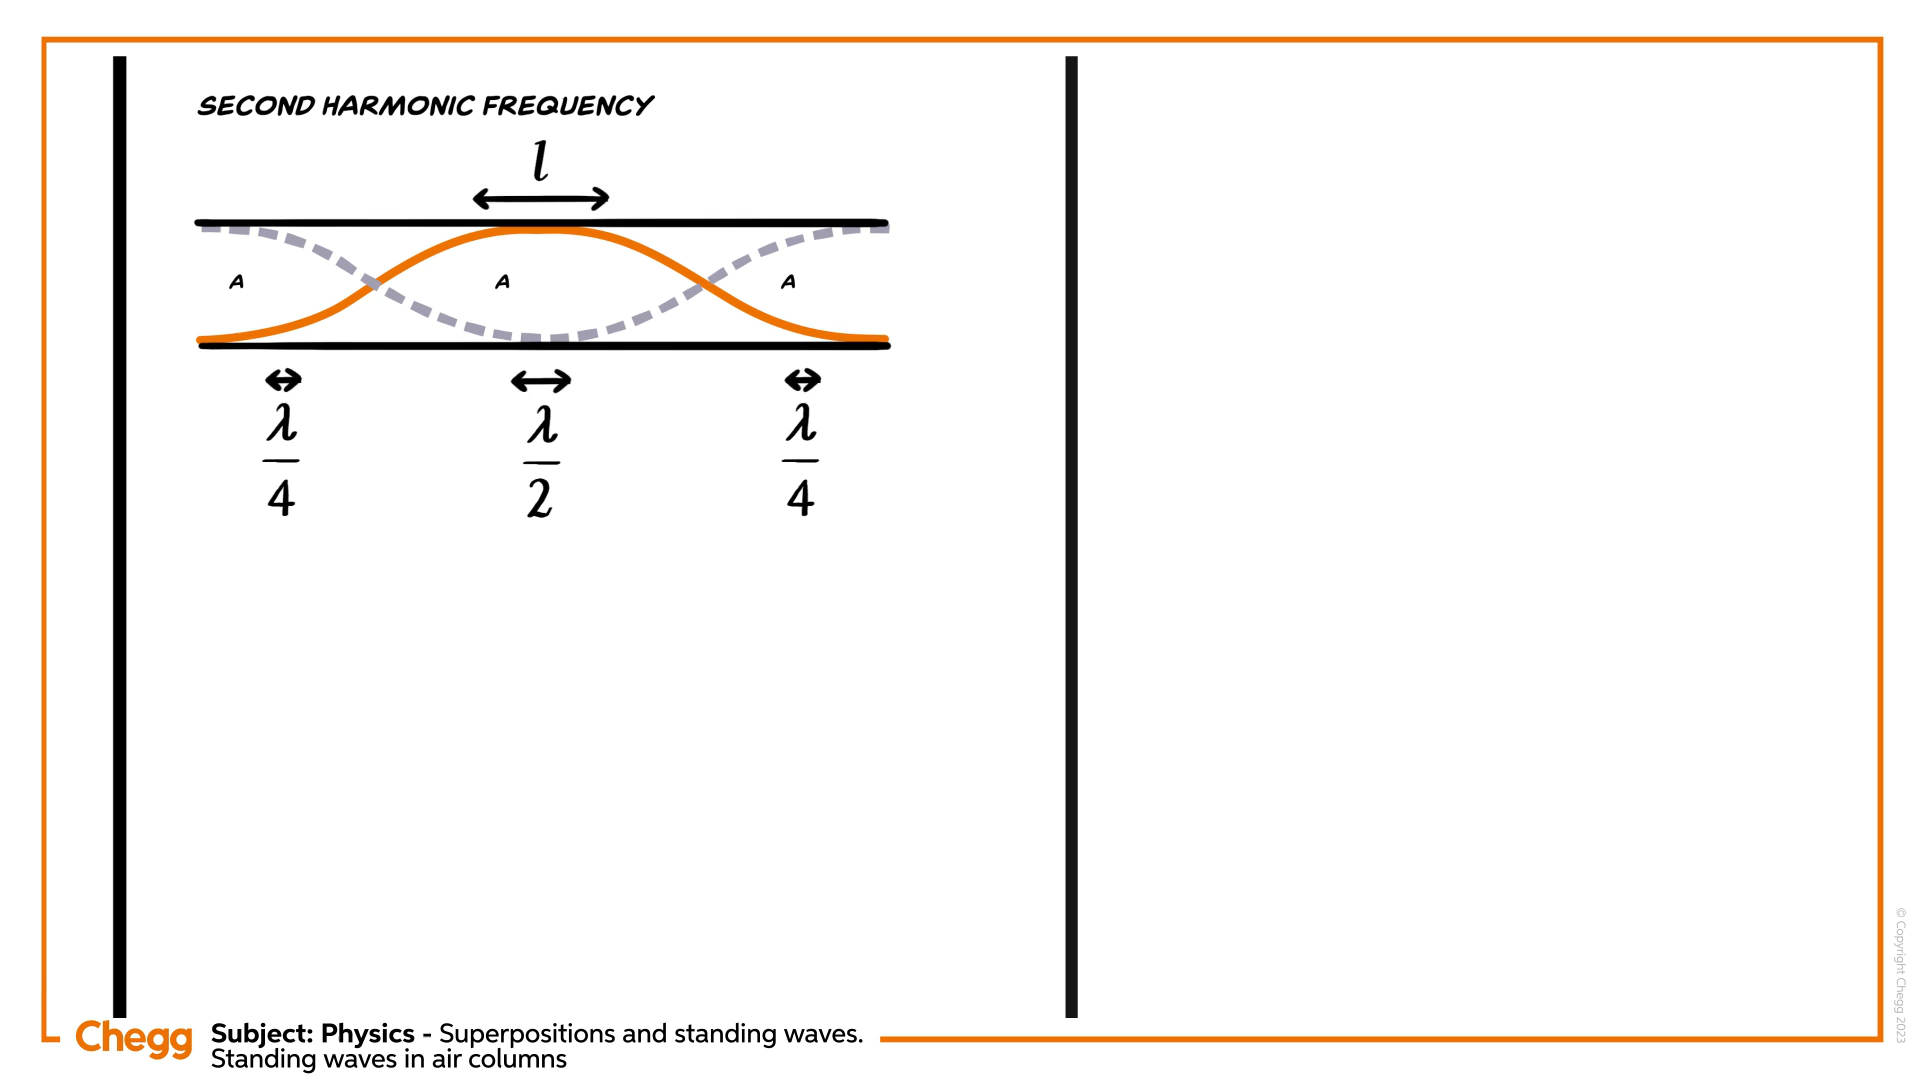 SECOND HARMONIC FREQUENCY
l
A A A
λ/4 λ/2 λ/4
Chegg
Subject: Physics - Superpositions and standing waves.
Standing waves in air columns
© Copyright Chegg 2023